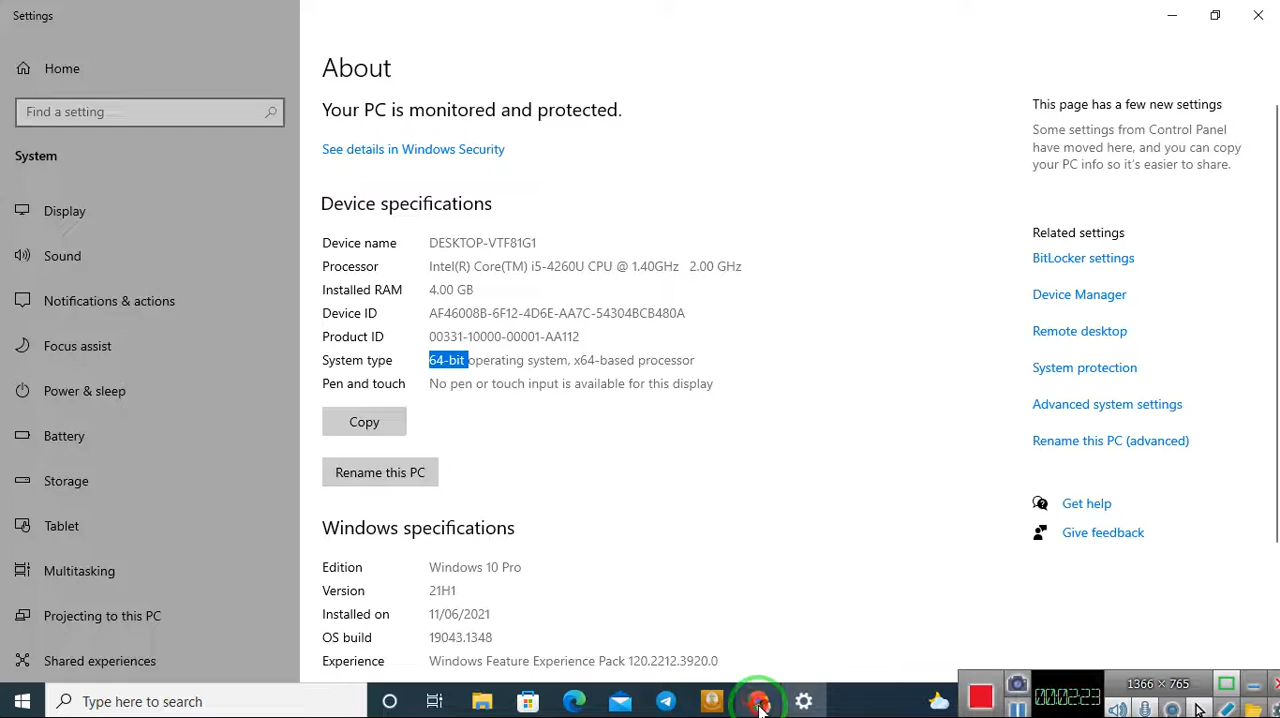 Settings
Home
Find a setting
System
Display
Sound
Notifications & actions
Focus assist
Power & sleep
Battery
Storage
Tablet
Multitasking
Projecting to this PC
Shared experiences
About
Your PC is monitored and protected.
See details in Windows Security
Device specifications
Device name DESKTOP-VTF81G1
Processor Intel(R) Core(TM) i5-4260U CPU @ 1.40GHz 2.00 GHz
Installed RAM 4.00 GB
Device ID AF46008B-6F12-4D6E-AA7C-54304BCB480A
Product ID 00331-10000-00001-AA112
System type 64-bit operating system, x64-based processor
Pen and touch No pen or touch input is available for this display
Copy
Rename this PC
Windows specifications
Edition Windows 10 Pro
Version 21H1
Installed on 11/06/2021
OS build 19043.1348
Experience Windows Feature Experience Pack 120.2212.3920.0
This page has a few new settings
Some settings from Control Panel
have moved here, and you can copy
your PC info so it's easier to share.
Related settings
BitLocker settings
Device Manager
Remote desktop
System protection
Advanced system settings
Rename this PC (advanced)
Get help
Give feedback
Type here to search
00:02:23
1366 × 765